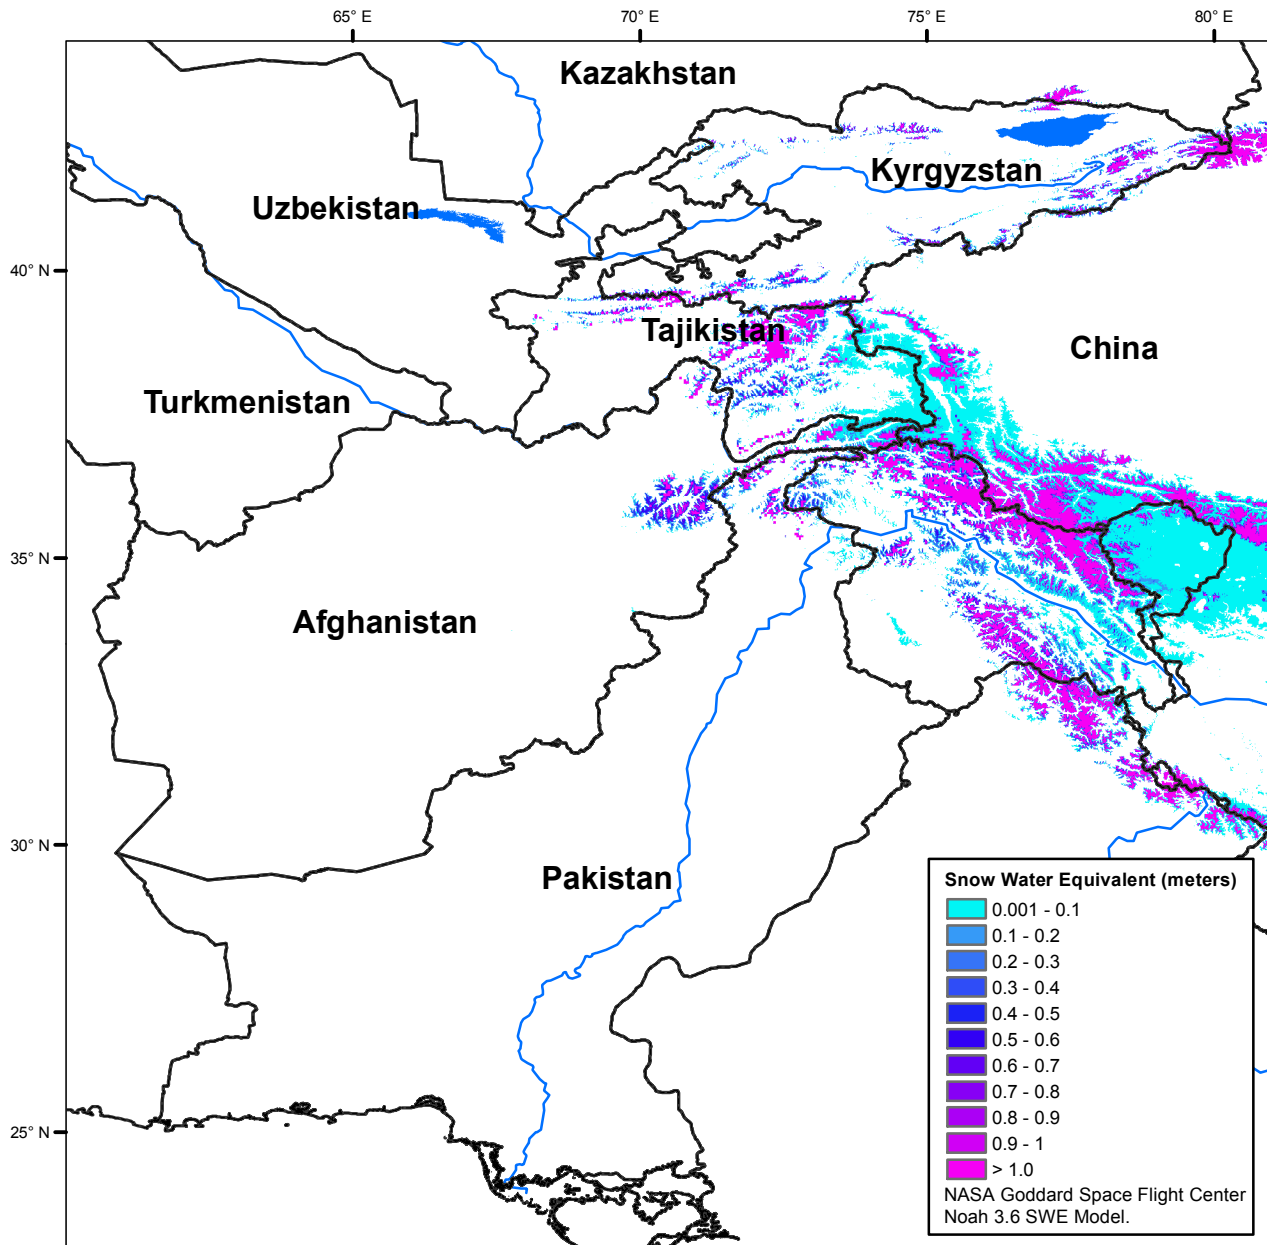 65° E 70° E 75° E 80° E
Kazakhstan
Kyrgyzstan
Uzbekistan
40° N
Tajikistan
China
Turkmenistan
35° N
Afghanistan
30° N
Pakistan
Snow Water Equivalent (meters)
0.001 - 0.1
0.1 - 0.2
0.2 - 0.3
0.3 - 0.4
0.4 - 0.5
0.5 - 0.6
0.6 - 0.7
0.7 - 0.8
0.8 - 0.9
0.9 - 1
> 1.0
25° N
NASA Goddard Space Flight Center
Noah 3.6 SWE Model.